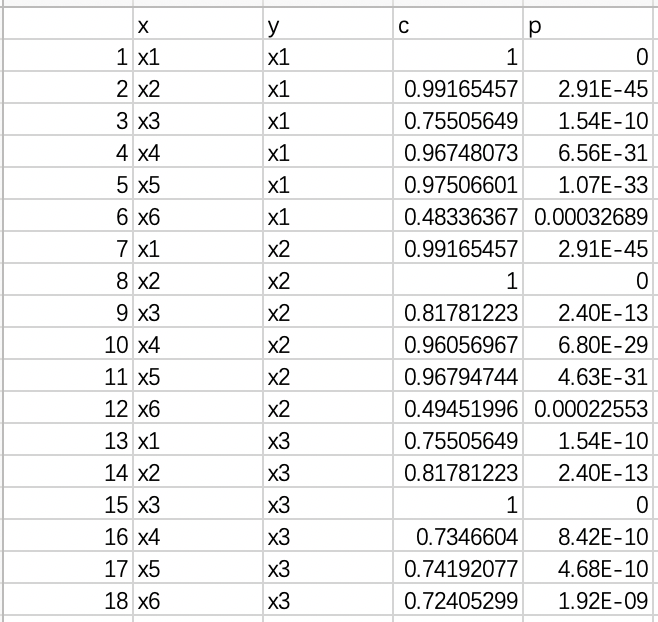 x y c p
1 x1 x1 1 0
2 x2 x1 0.99165457 2.91E-45
3 x3 x1 0.75505649 1.54E-10
4 x4 x1 0.96748073 6.56E-31
5 x5 x1 0.97506601 1.07E-33
6 x6 x1 0.48336367 0.00032689
7 x1 x2 0.99165457 2.91E-45
8 x2 x2 1 0
9 x3 x2 0.81781223 2.40E-13
10 x4 x2 0.96056967 6.80E-29
11 x5 x2 0.96794744 4.63E-31
12 x6 x2 0.49451996 0.00022553
13 x1 x3 0.75505649 1.54E-10
14 x2 x3 0.81781223 2.40E-13
15 x3 x3 1 0
16 x4 x3 0.7346604 8.42E-10
17 x5 x3 0.74192077 4.68E-10
18 x6 x3 0.72405299 1.92E-09